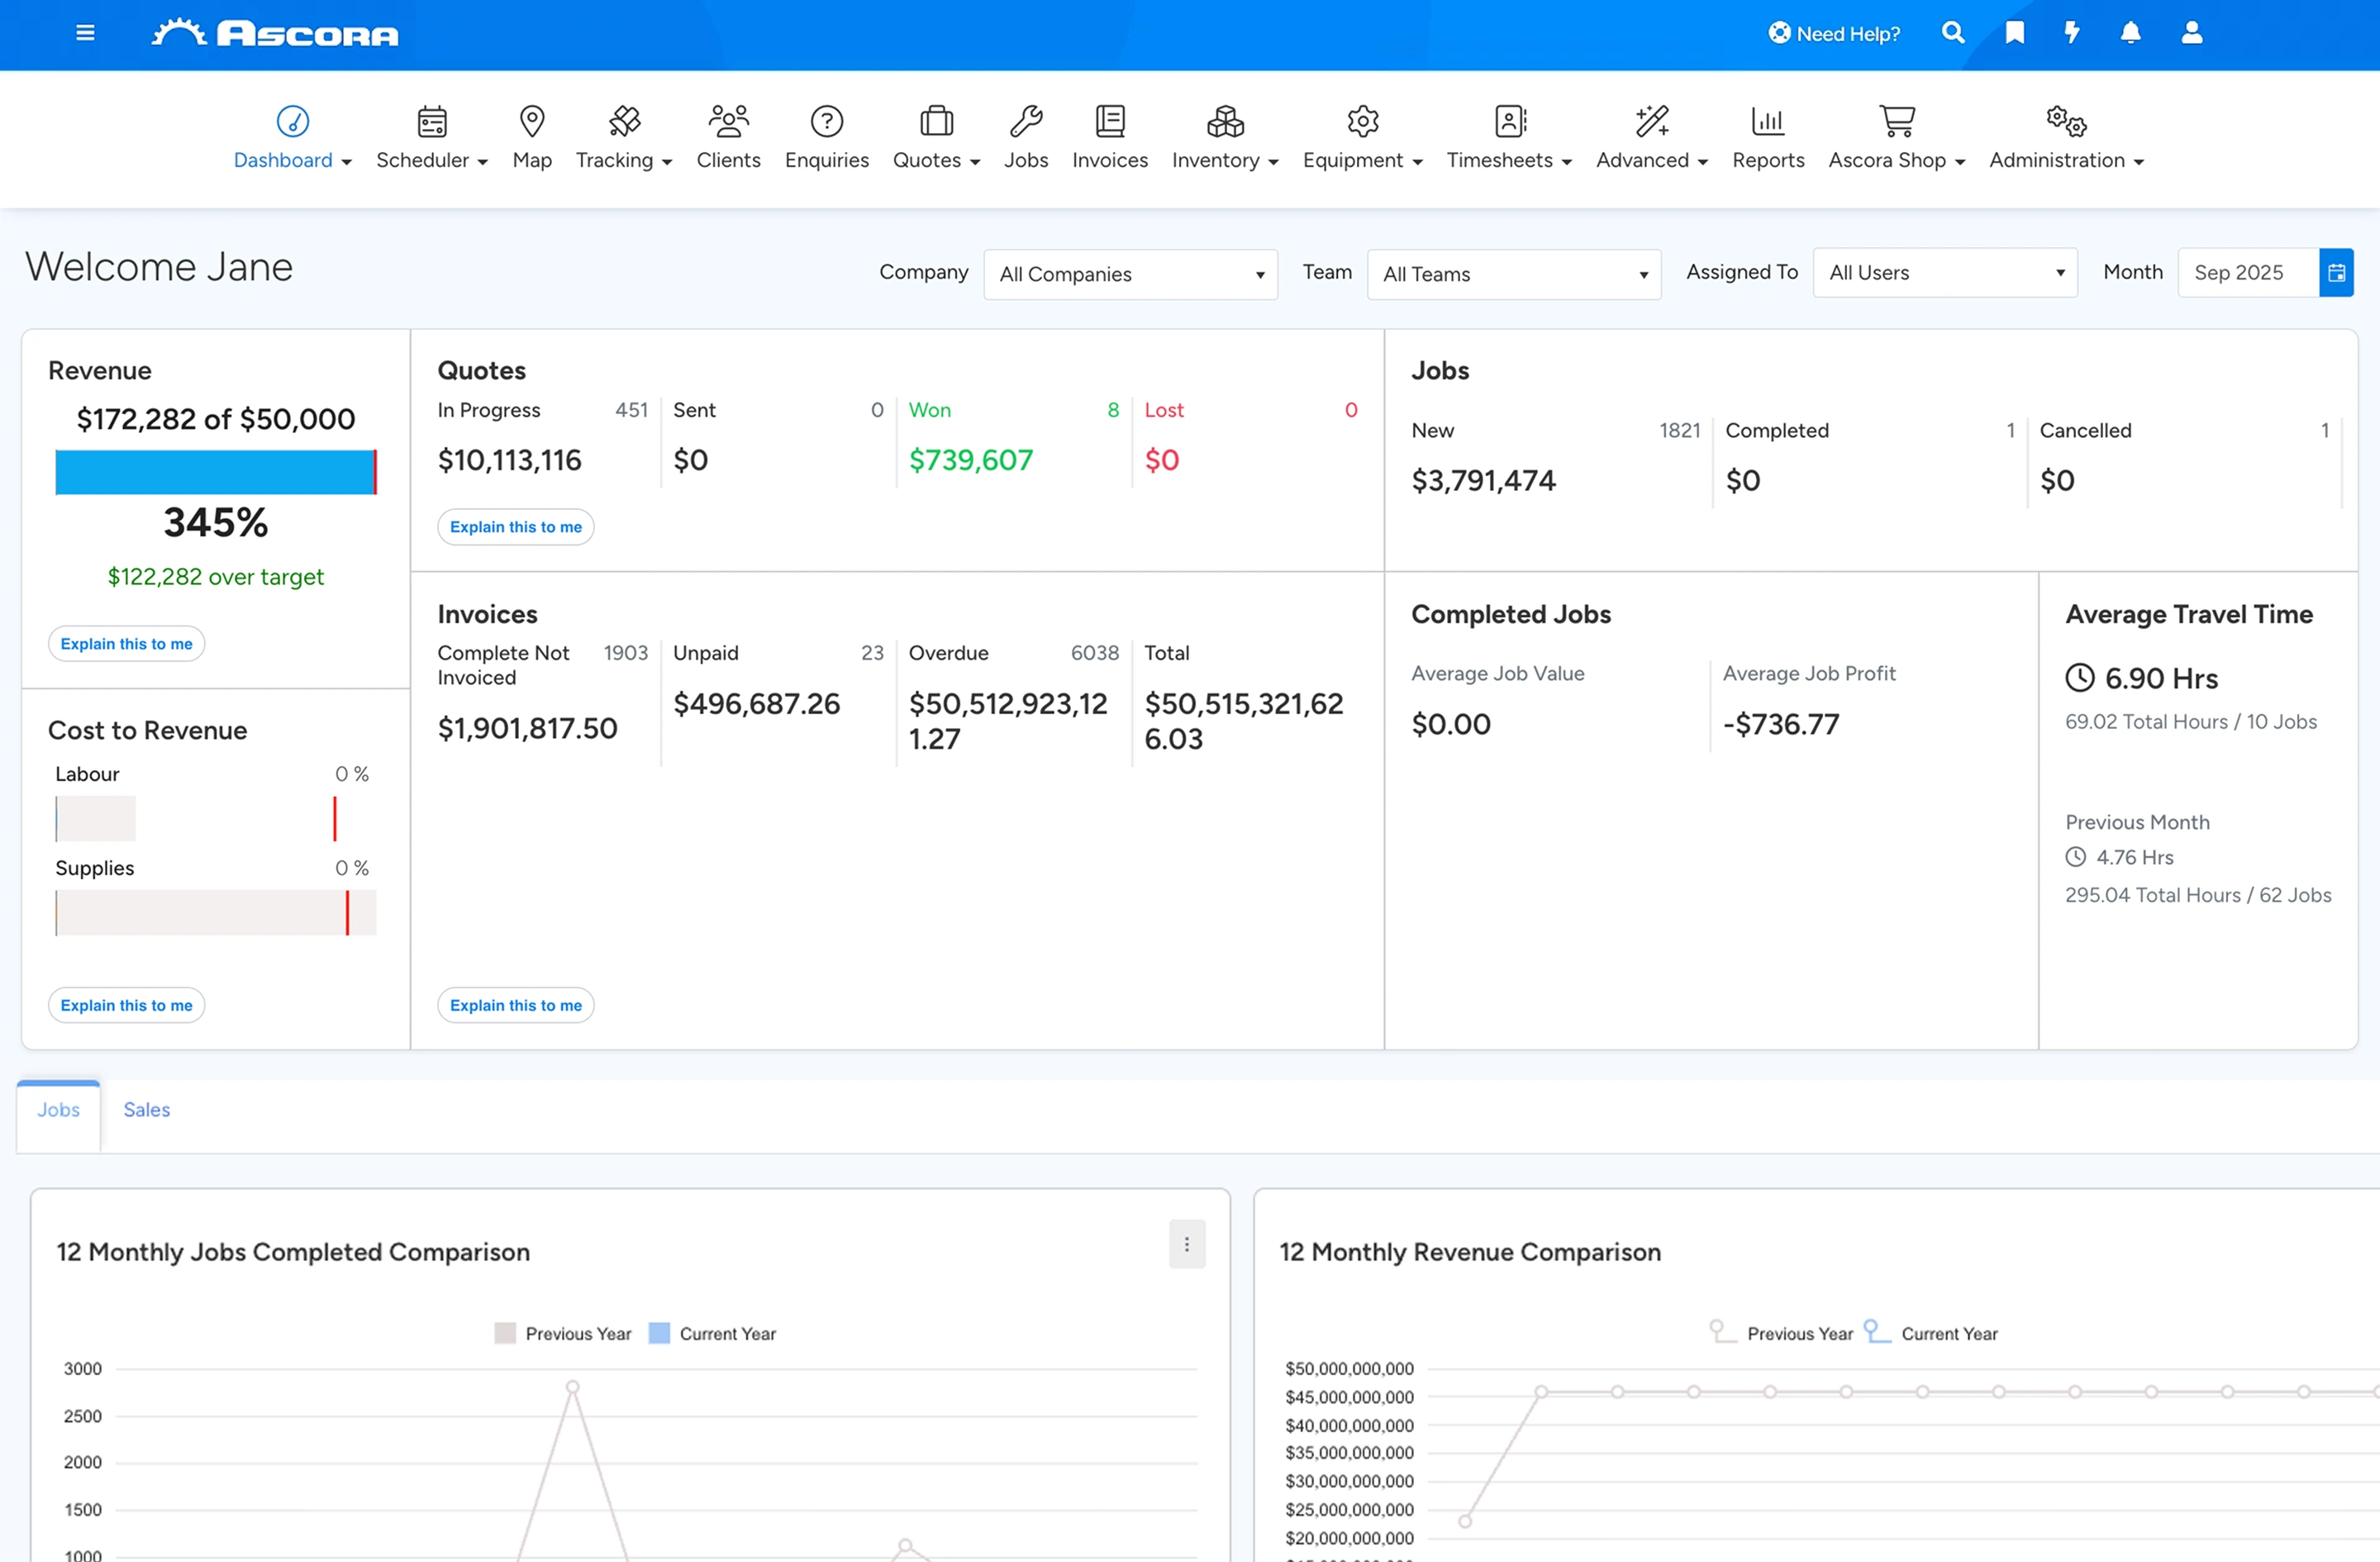 ASCORA
Need Help?
Dashboard Scheduler Map Tracking Clients Enquiries Quotes Jobs Invoices Inventory Equipment Timesheets Advanced Reports Ascora Shop Administration
Welcome Jane
Company All Companies Team All Teams Assigned To All Users Month Sep 2025
Revenue
$172,282 of $50,000
345%
$122,282 over target
Explain this to me
Cost to Revenue
Labour 0 %
Supplies 0 %
Explain this to me
Quotes
In Progress 451 Sent 0 Won 8 Lost 0
$10,113,116 $0 $739,607 $0
Explain this to me
Jobs
New 1821 Completed 1 Cancelled 1
$3,791,474 $0 $0
Invoices
Complete Not 1903 Unpaid 23 Overdue 6038 Total
Invoiced
$1,901,817.50 $496,687.26 $50,512,923,12 $50,515,321,62
1.27 6.03
Explain this to me
Completed Jobs
Average Job Value Average Job Profit
$0.00 -$736.77
Average Travel Time
6.90 Hrs
69.02 Total Hours / 10 Jobs
Previous Month
4.76 Hrs
295.04 Total Hours / 62 Jobs
Jobs Sales
12 Monthly Jobs Completed Comparison
Previous Year Current Year
3000
2500
2000
1500
1000
12 Monthly Revenue Comparison
Previous Year Current Year
$50,000,000,000
$45,000,000,000
$40,000,000,000
$35,000,000,000
$30,000,000,000
$25,000,000,000
$20,000,000,000